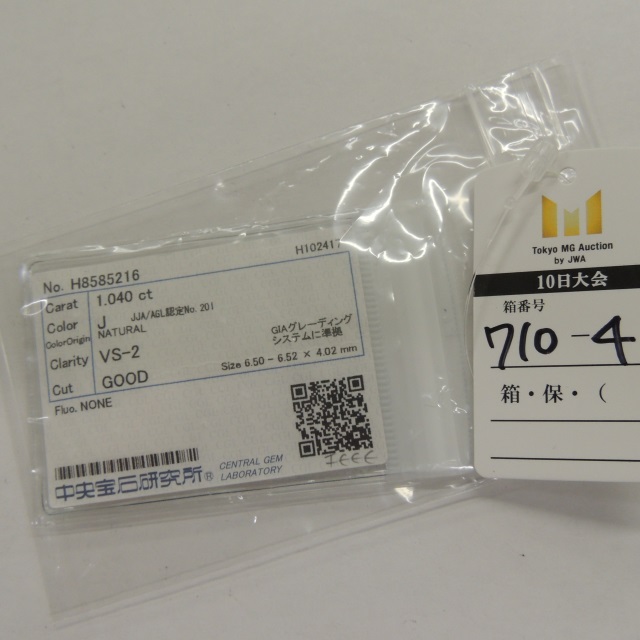 No. H8585216
H102417
Carat 1.040 ct
Color J JJA/AGL認定No. 201
ColorOrigin NATURAL
GIAグレーディング
システムに準拠
Clarity VS-2
Size 6.50 - 6.52 × 4.02 mm
Cut GOOD
Fluo. NONE
中央宝石研究所® CENTRAL GEM
LABORATORY
Tokyo MG Auction
by JWA
10日大会
箱番号
710-4
箱・保・（